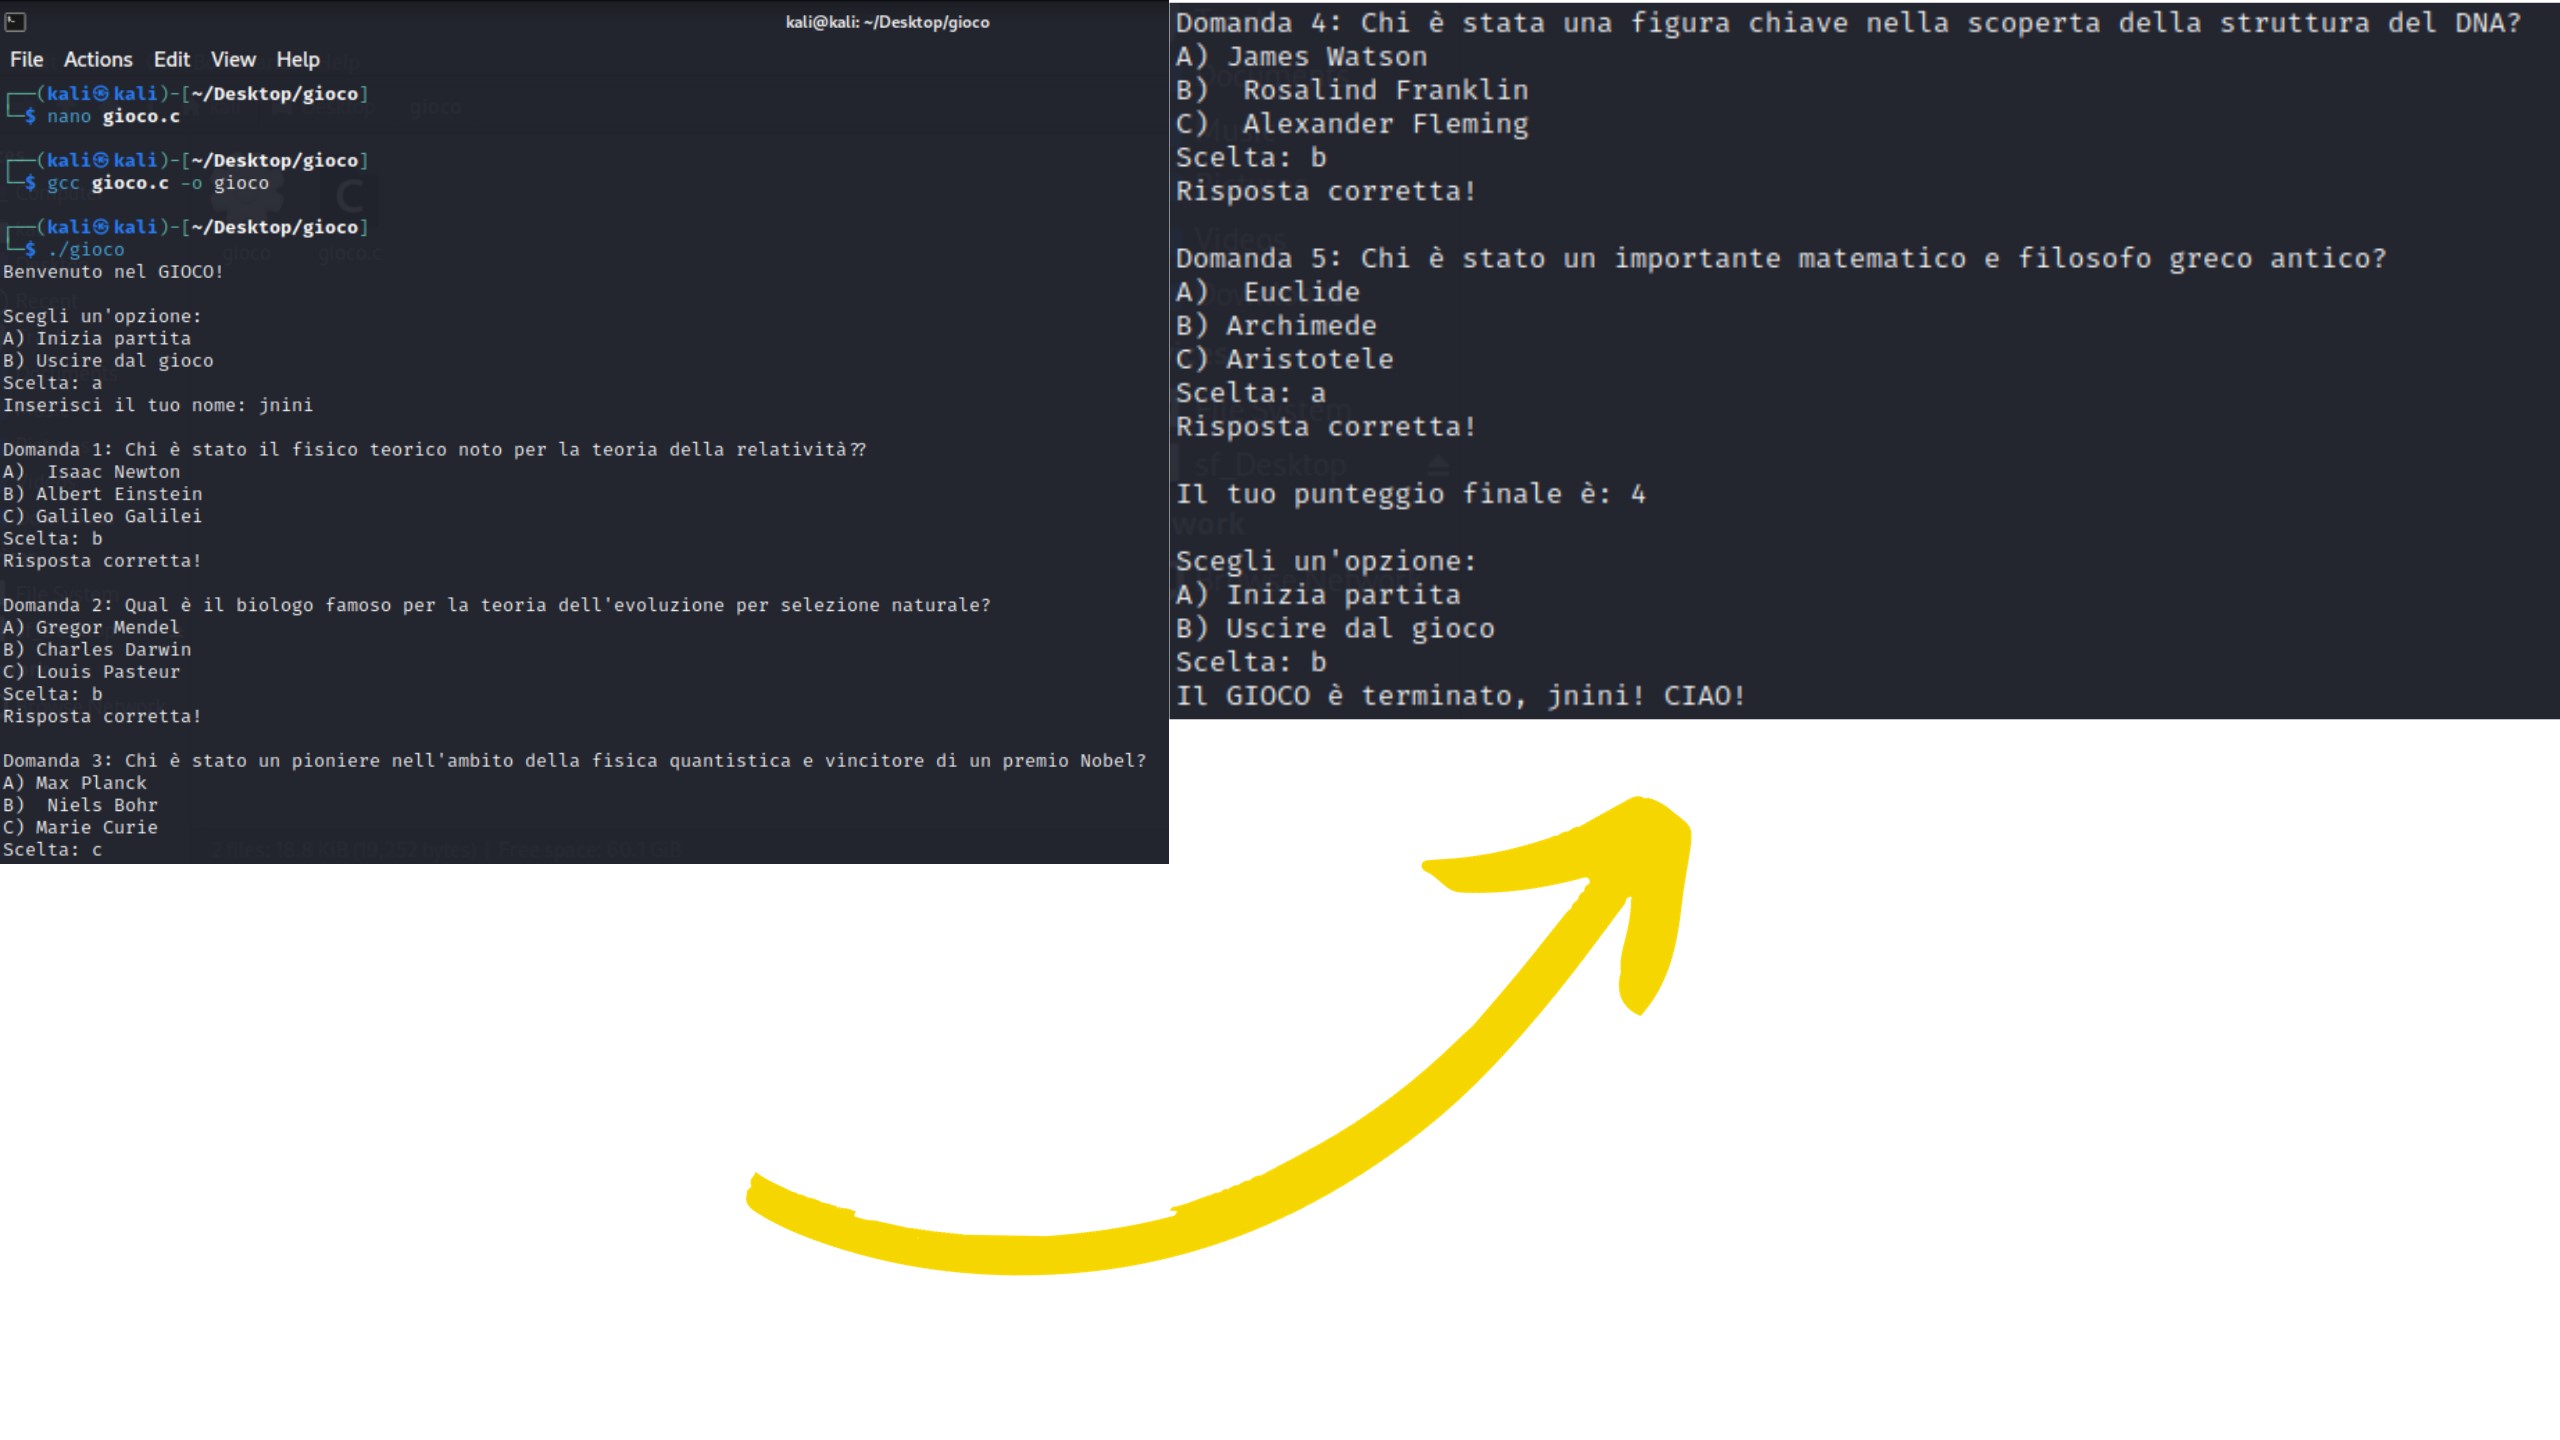 kali@kali: ~/Desktop/gioco
File Actions Edit View Help
┌──(kali㉿kali)-[~/Desktop/gioco]
└─$ nano gioco.c
┌──(kali㉿kali)-[~/Desktop/gioco]
└─$ gcc gioco.c -o gioco
┌──(kali㉿kali)-[~/Desktop/gioco]
└─$ ./gioco
Benvenuto nel GIOCO!
Scegli un'opzione:
A) Inizia partita
B) Uscire dal gioco
Scelta: a
Inserisci il tuo nome: jnini
Domanda 1: Chi è stato il fisico teorico noto per la teoria della relatività??
A)  Isaac Newton
B) Albert Einstein
C) Galileo Galilei
Scelta: b
Risposta corretta!
Domanda 2: Qual è il biologo famoso per la teoria dell'evoluzione per selezione naturale?
A) Gregor Mendel
B) Charles Darwin
C) Louis Pasteur
Scelta: b
Risposta corretta!
Domanda 3: Chi è stato un pioniere nell'ambito della fisica quantistica e vincitore di un premio Nobel?
A) Max Planck
B)  Niels Bohr
C) Marie Curie
Scelta: c
Domanda 4: Chi è stata una figura chiave nella scoperta della struttura del DNA?
A) James Watson
B)  Rosalind Franklin
C)  Alexander Fleming
Scelta: b
Risposta corretta!
Domanda 5: Chi è stato un importante matematico e filosofo greco antico?
A)  Euclide
B) Archimede
C) Aristotele
Scelta: a
Risposta corretta!
Il tuo punteggio finale è: 4
Scegli un'opzione:
A) Inizia partita
B) Uscire dal gioco
Scelta: b
Il GIOCO è terminato, jnini! CIAO!